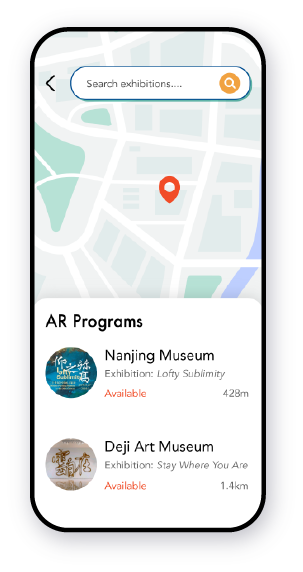 Search exhibitions....
AR Programs
Nanjing Museum
Exhibition: Lofty Sublimity
Available
428m
Deji Art Museum
Exhibition: Stay Where You Are
Available
1.4km